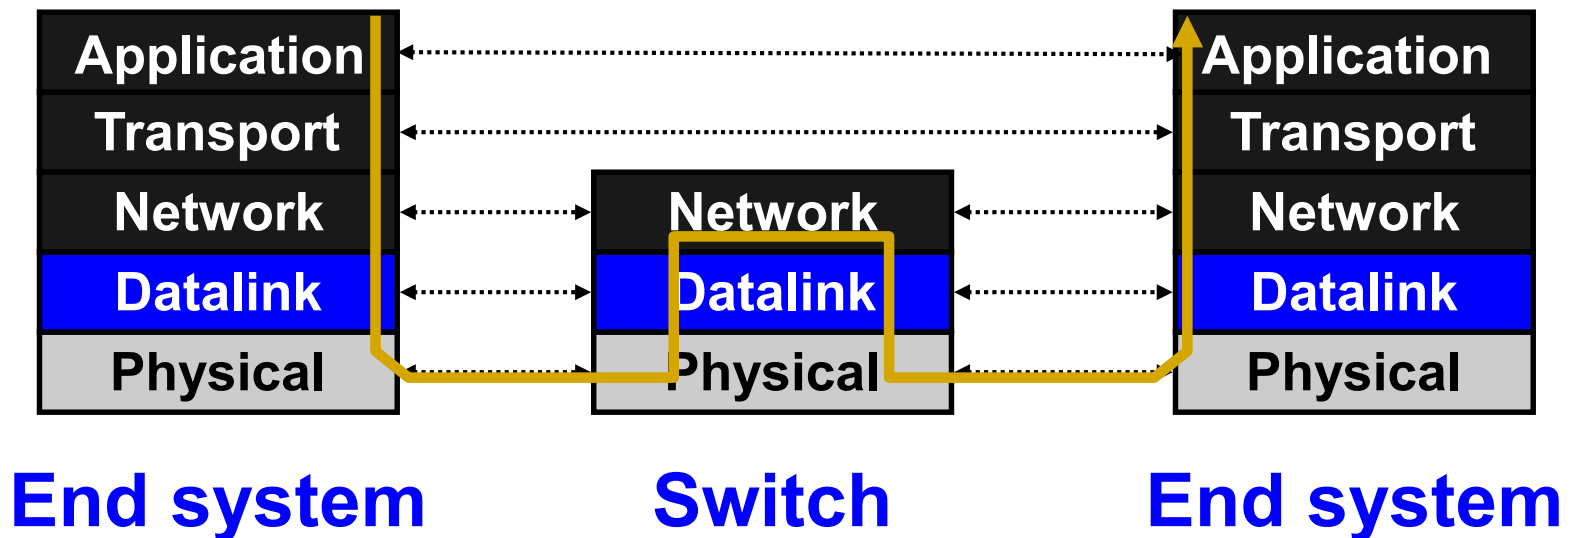 Application
Transport
Network
Datalink
Physical
Network
Datalink
Physical
Application
Transport
Network
Datalink
Physical
End system
Switch
End system